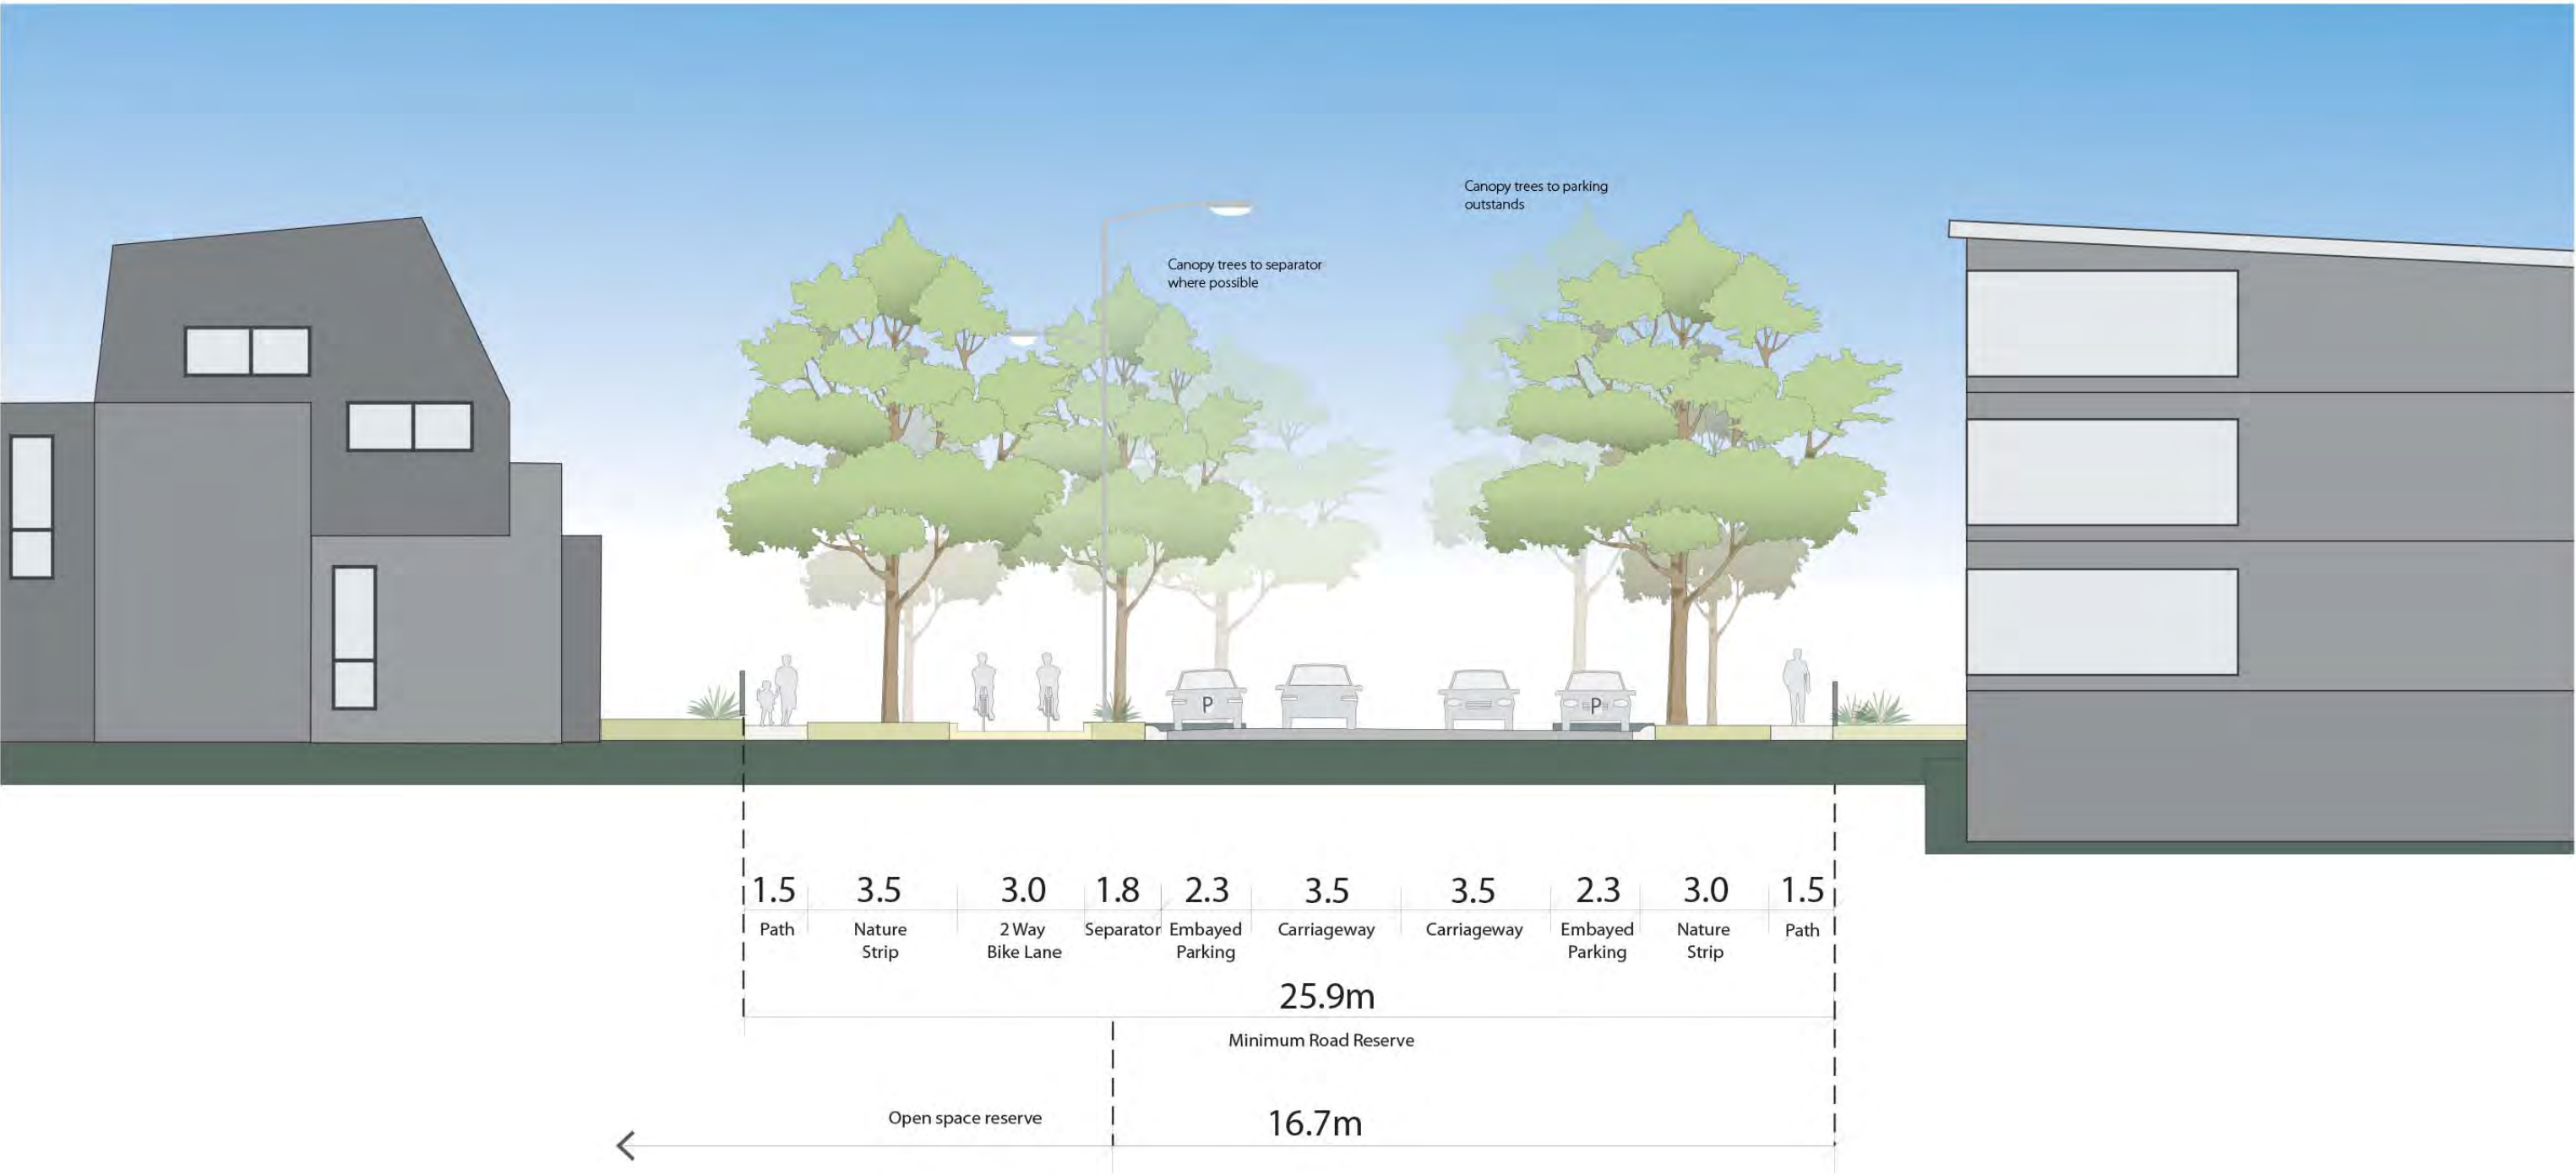 Canopy trees to parking
outstands
Canopy trees to separator
where possible
P
P
1.5 3.5 3.0 1.8 2.3 3.5 3.5 2.3 3.0 1.5
Path Nature 2 Way Separator Embayed Carriageway Carriageway Embayed Nature Path
Strip Bike Lane Parking Parking Strip
25.9m
Minimum Road Reserve
Open space reserve 16.7m